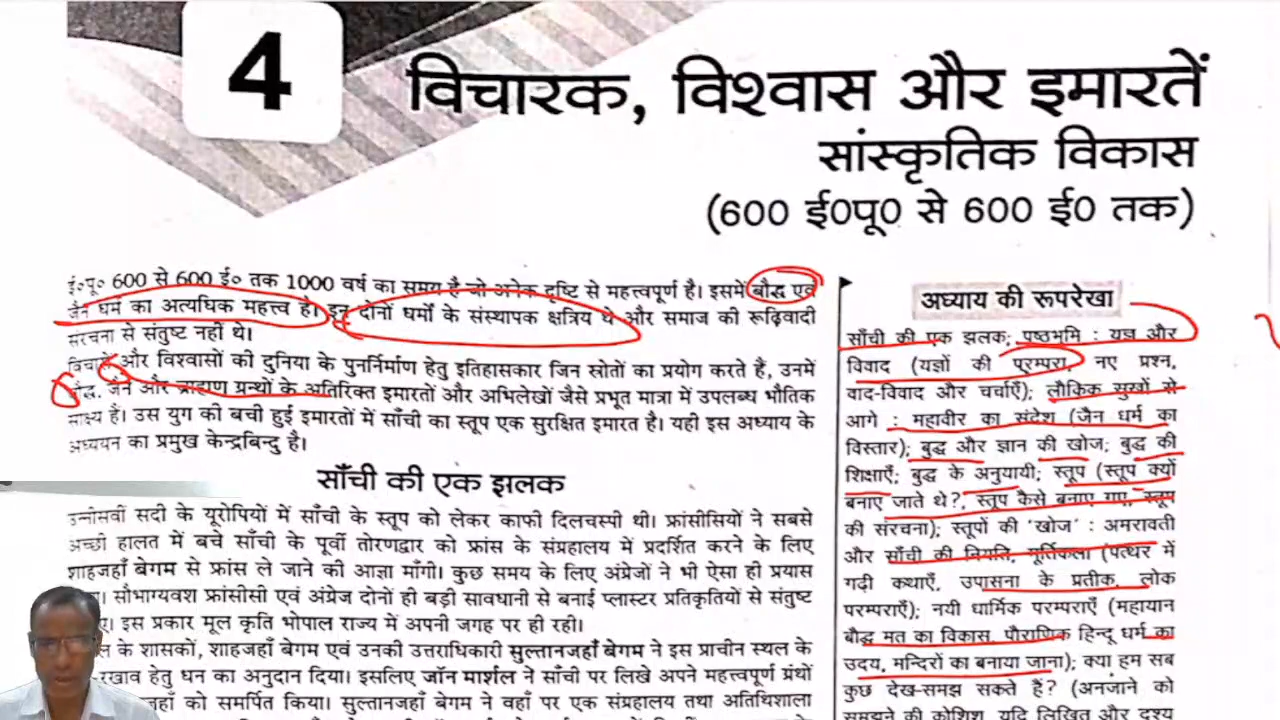 4
विचारक, विश्वास और इमारतें
सांस्कृतिक विकास
(600 ई०पू० से 600 ई० तक)
ई०पू० 600 से 600 ई० तक 1000 वर्ष का समय है जो अनेक दृष्टि से महत्त्वपूर्ण है। इसमें बौद्ध एवं
जैन धर्म का अत्यधिक महत्त्व है। इन दोनों धर्मों के संस्थापक क्षत्रिय थे और समाज की रूढ़िवादी
संरचना से संतुष्ट नहीं थे।
विचारों और विश्वासों की दुनिया के पुनर्निर्माण हेतु इतिहासकार जिन स्रोतों का प्रयोग करते हैं, उनमें
बौद्ध, जैन और ब्राह्मण ग्रन्थों के अतिरिक्त इमारतों और अभिलेखों जैसे प्रभूत मात्रा में उपलब्ध भौतिक
साक्ष्य हैं। उस युग की बची हुई इमारतों में साँची का स्तूप एक सुरक्षित इमारत है। यही इस अध्याय के
अध्ययन का प्रमुख केन्द्रबिन्दु है।
साँची की एक झलक
उन्नीसवीं सदी के यूरोपियों में साँची के स्तूप को लेकर काफी दिलचस्पी थी। फ्रांसीसियों ने सबसे
अच्छी हालत में बचे साँची के पूर्वी तोरणद्वार को फ्रांस के संग्रहालय में प्रदर्शित करने के लिए
शाहजहाँ बेगम से फ्रांस ले जाने की आज्ञा माँगी। कुछ समय के लिए अंग्रेजों ने भी ऐसा ही प्रयास
। सौभाग्यवश फ्रांसीसी एवं अंग्रेज दोनों ही बड़ी सावधानी से बनाई प्लास्टर प्रतिकृतियों से संतुष्ट
। इस प्रकार मूल कृति भोपाल राज्य में अपनी जगह पर ही रही।
के शासकों, शाहजहाँ बेगम एवं उनकी उत्तराधिकारी सुल्तानजहाँ बेगम ने इस प्राचीन स्थल के
रखाव हेतु धन का अनुदान दिया। इसलिए जॉन मार्शल ने साँची पर लिखे अपने महत्त्वपूर्ण ग्रंथों
जहाँ को समर्पित किया। सुल्तानजहाँ बेगम ने वहाँ पर एक संग्रहालय तथा अतिथिशाला
अध्याय की रूपरेखा
साँची की एक झलक; पृष्ठभूमि : यज्ञ और
विवाद (यज्ञों की परम्परा, नए प्रश्न,
वाद-विवाद और चर्चाएँ); लौकिक सुखों से
आगे : महावीर का संदेश (जैन धर्म का
विस्तार); बुद्ध और ज्ञान की खोज; बुद्ध की
शिक्षाएँ; बुद्ध के अनुयायी; स्तूप (स्तूप क्यों
बनाए जाते थे?, स्तूप कैसे बनाए गए, स्तूप
की संरचना); स्तूपों की 'खोज' : अमरावती
और साँची की नियति, मूर्तिकला (पत्थर में
गढ़ी कथाएँ, उपासना के प्रतीक, लोक
परम्पराएँ); नयी धार्मिक परम्पराएँ (महायान
बौद्ध मत का विकास, पौराणिक हिन्दू धर्म का
उदय, मन्दिरों का बनाया जाना); क्या हम सब
कुछ देख-समझ सकते हैं? (अनजाने को
समझने की कोशिश, यदि लिखित और दृश्य